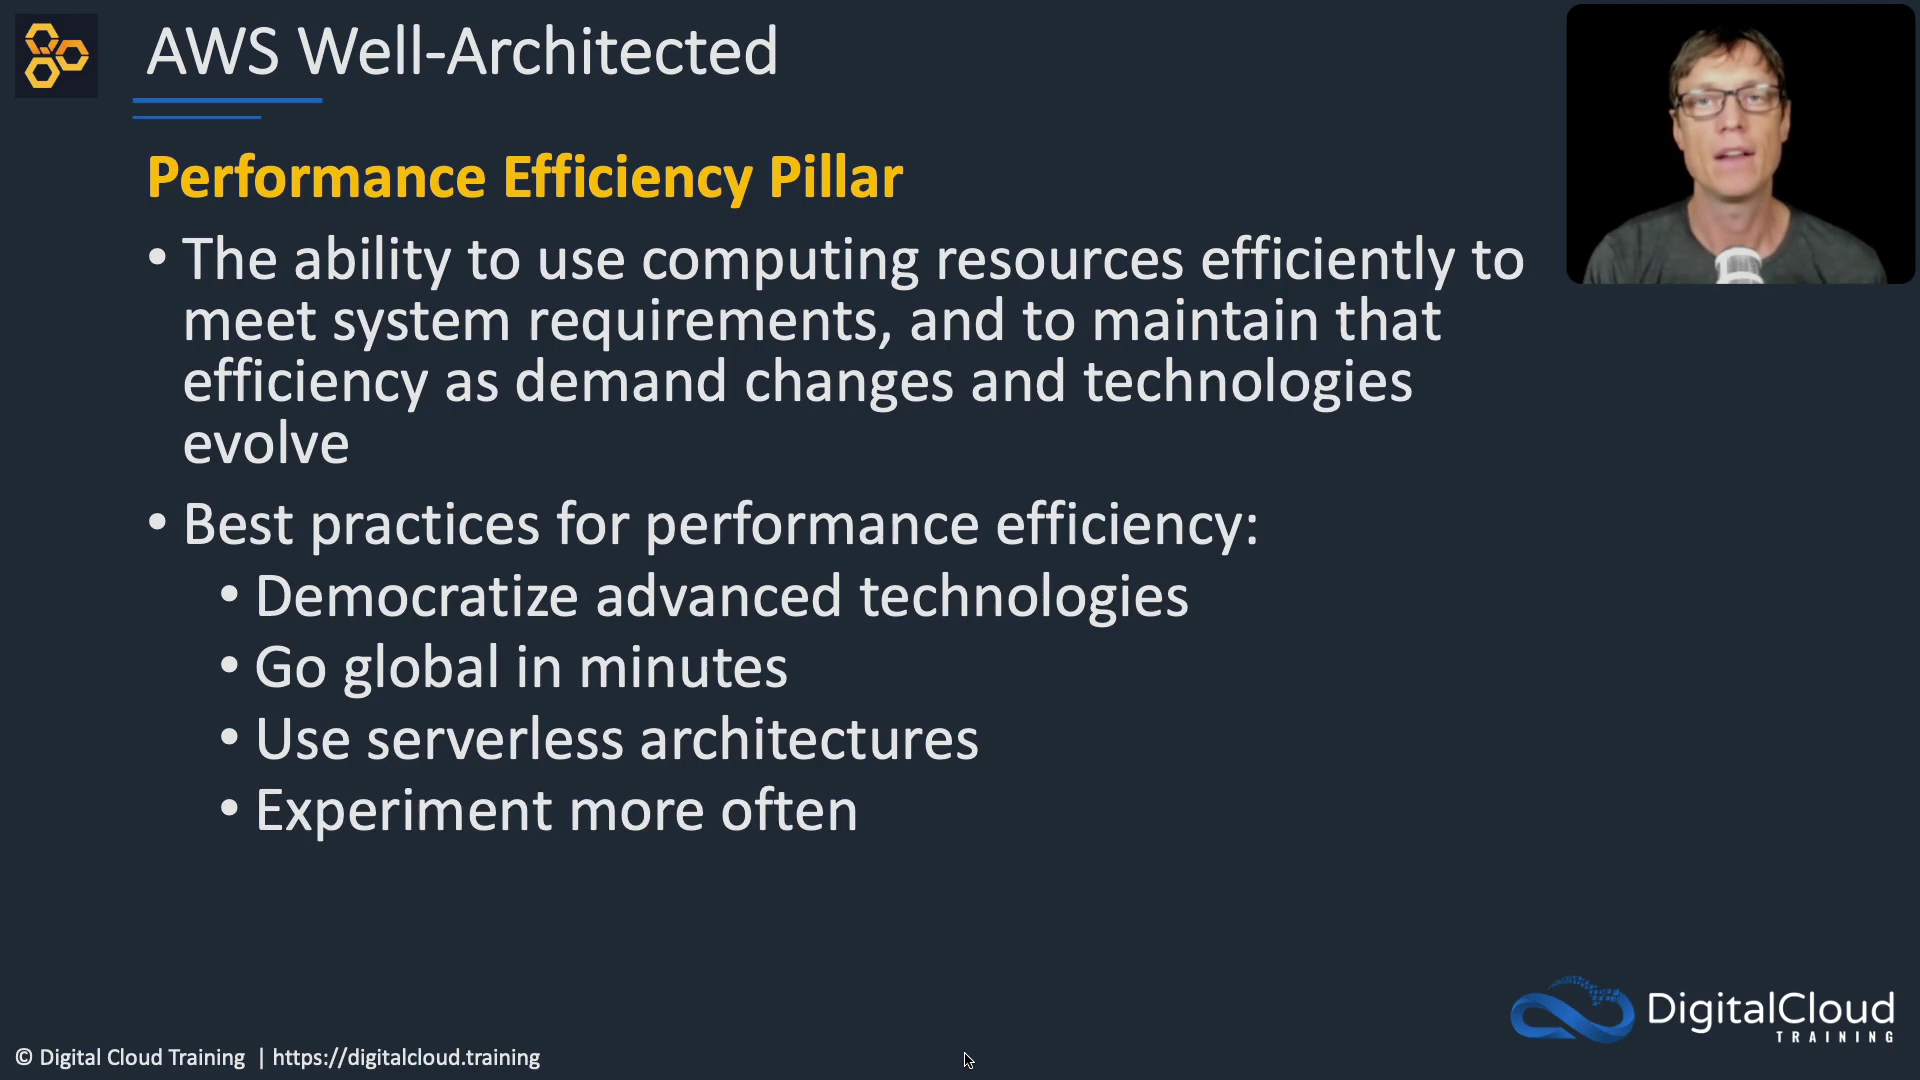 AWS Well-Architected
Performance Efficiency Pillar
• The ability to use computing resources efficiently to
meet system requirements, and to maintain that
efficiency as demand changes and technologies
evolve
• Best practices for performance efficiency:
• Democratize advanced technologies
• Go global in minutes
• Use serverless architectures
• Experiment more often
DigitalCloud
TRAINING
© Digital Cloud Training | https://digitalcloud.training